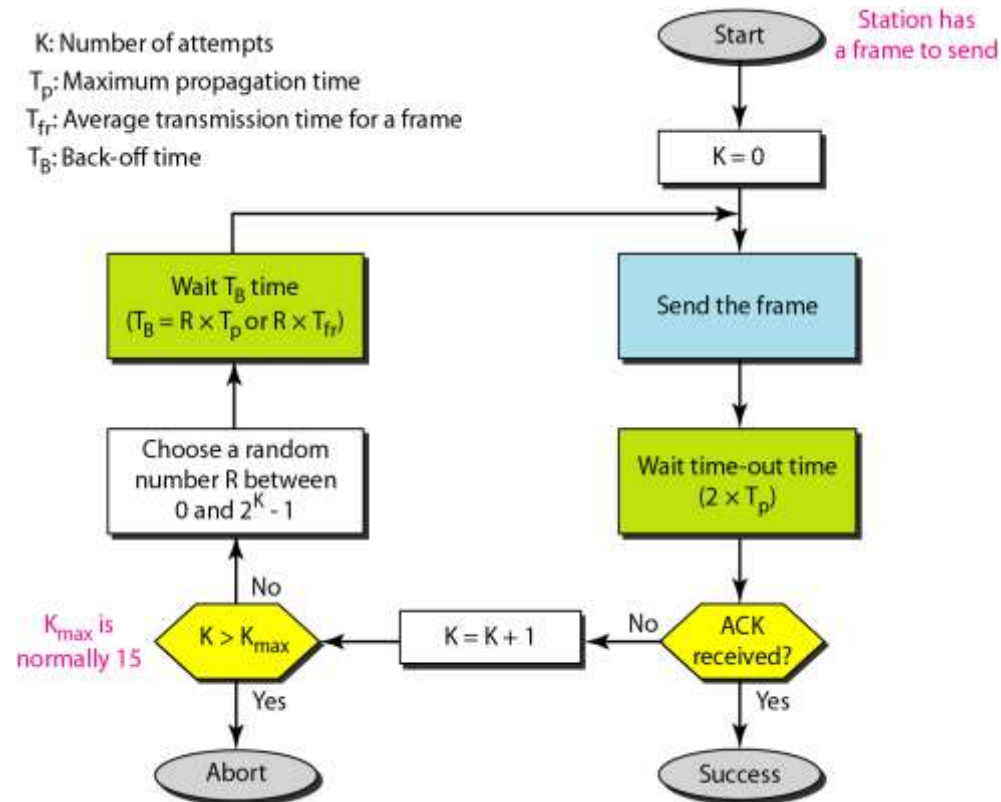 K: Number of attempts
Tp: Maximum propagation time
Tfr: Average transmission time for a frame
TB: Back-off time
Start
Station has
a frame to send
K = 0
Wait TB time
(TB = R × Tp or R × Tfr)
Send the frame
Choose a random
number R between
0 and 2^K - 1
Wait time-out time
(2 × Tp)
No
Kmax is
normally 15
K > Kmax
K = K + 1
No
ACK
received?
Yes
Yes
Abort
Success